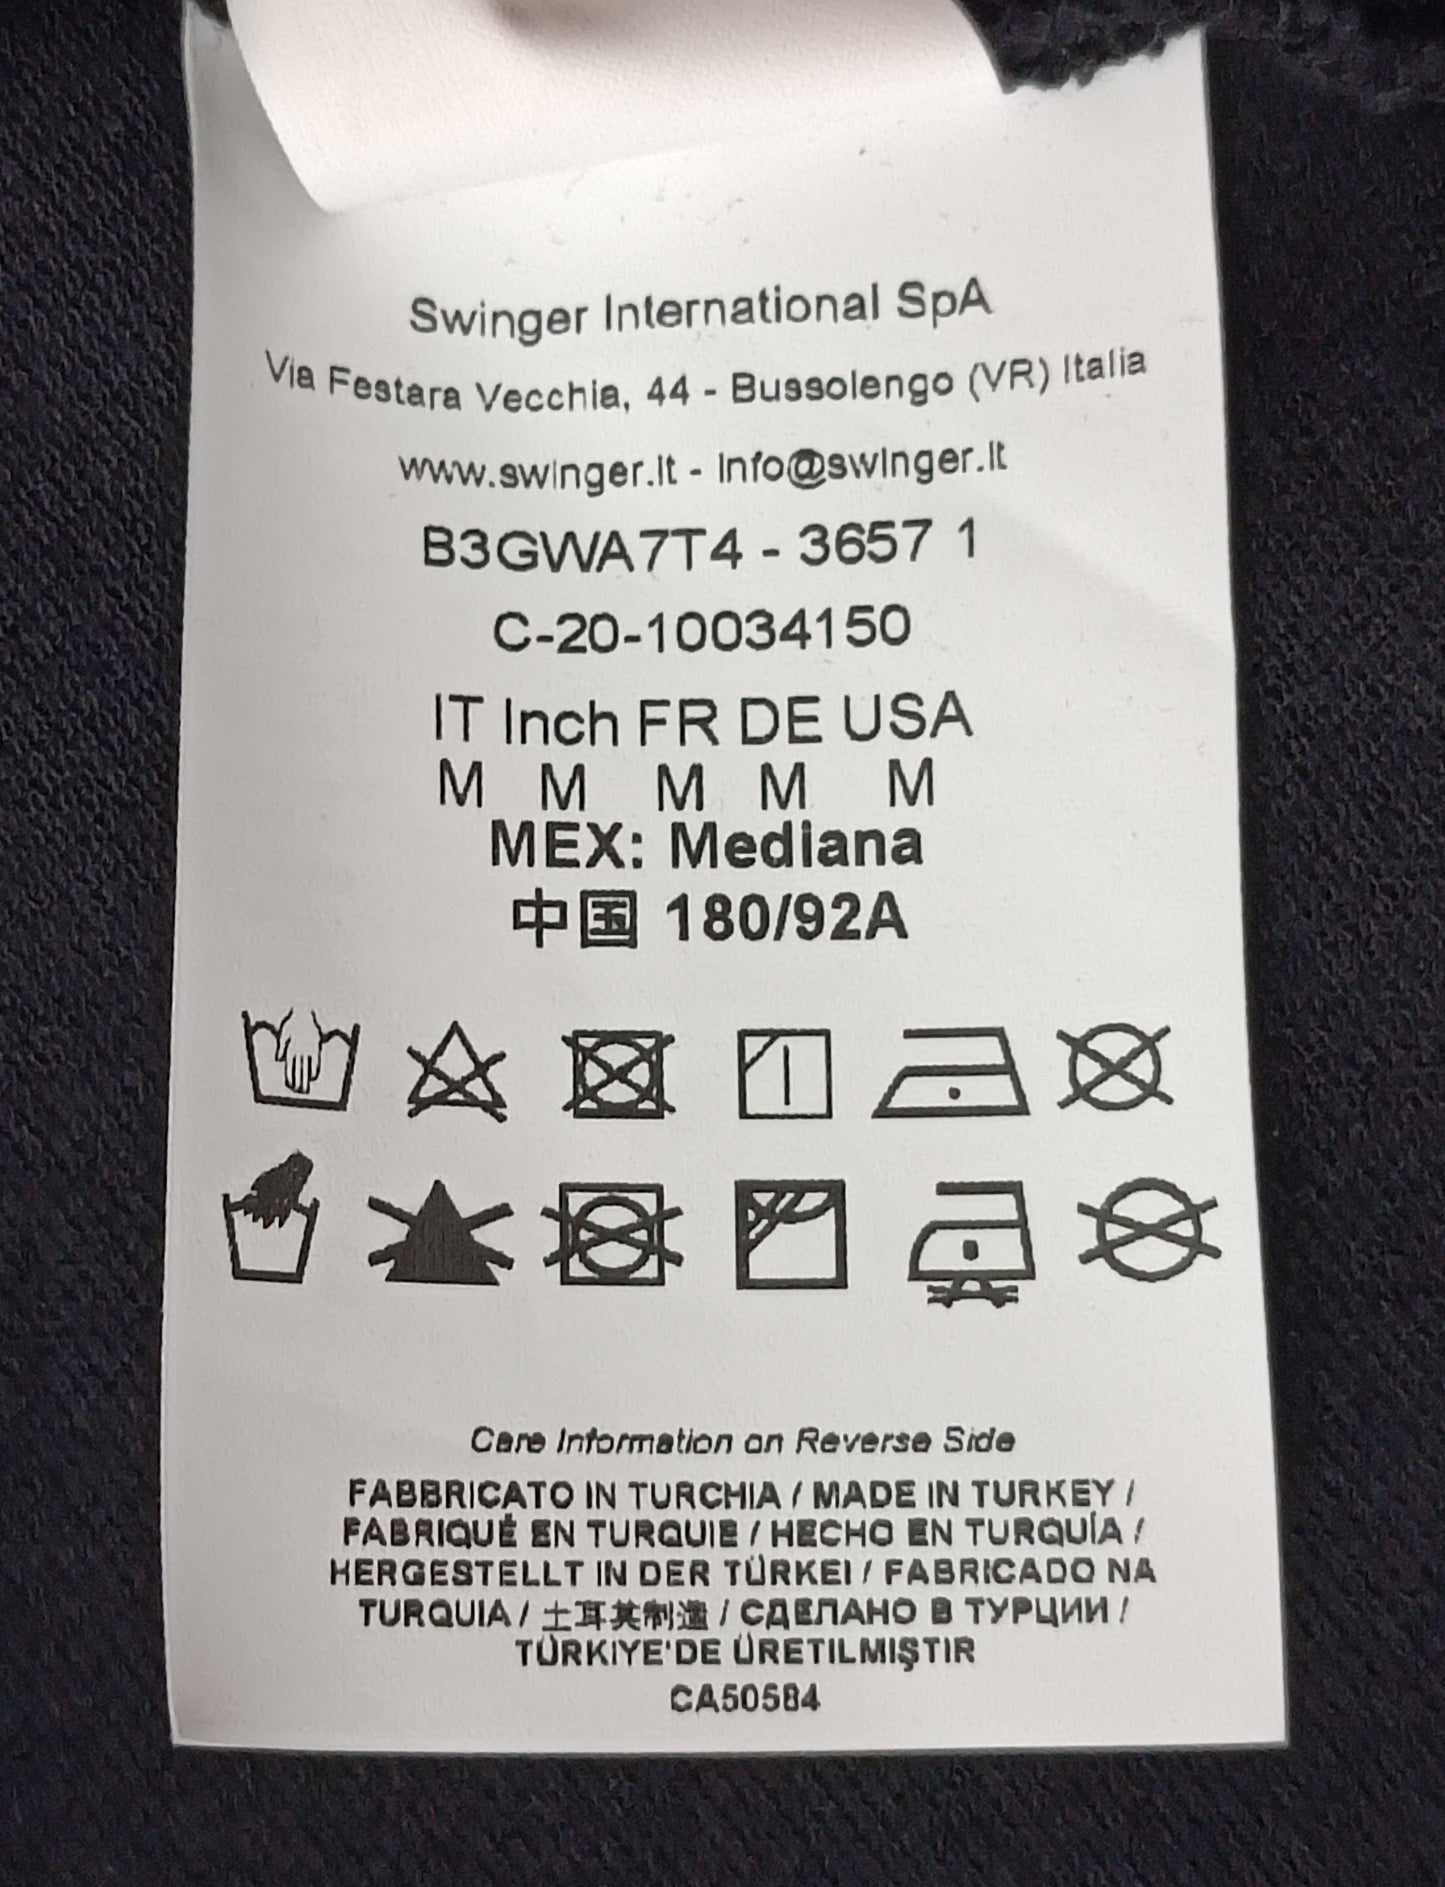 Swinger International SpA
Via Festara Vecchia, 44 - Bussolengo (VR) Italia
www.swinger.it - info@swinger.it
B3GWA7T4 - 3657 1
C-20-10034150
IT Inch FR DE USA
M M M M M
MEX: Mediana
中国 180/92A
Care Information on Reverse Side
FABBRICATO IN TURCHIA / MADE IN TURKEY /
FABRIQUÉ EN TURQUIE / HECHO EN TURQUÍA /
HERGESTELLT IN DER TÜRKEI / FABRICADO NA
TURQUIA / 土耳其制造 / СДЕЛАНО В ТУРЦИИ /
TÜRKIYE'DE ÜRETILMIŞTIR
CA50584